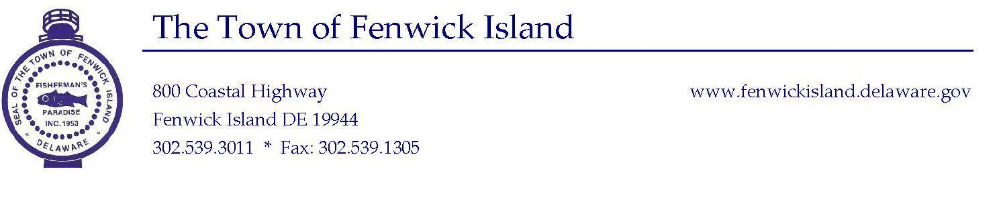 The Town of Fenwick Island
800 Coastal Highway
www.fenwickisland.delaware.gov
Fenwick Island DE 19944
302.539.3011 * Fax: 302.539.1305
SEAL OF THE TOWN OF FENWICK ISLAND
FISHERMAN'S
PARADISE
INC. 1953
* DELAWARE *